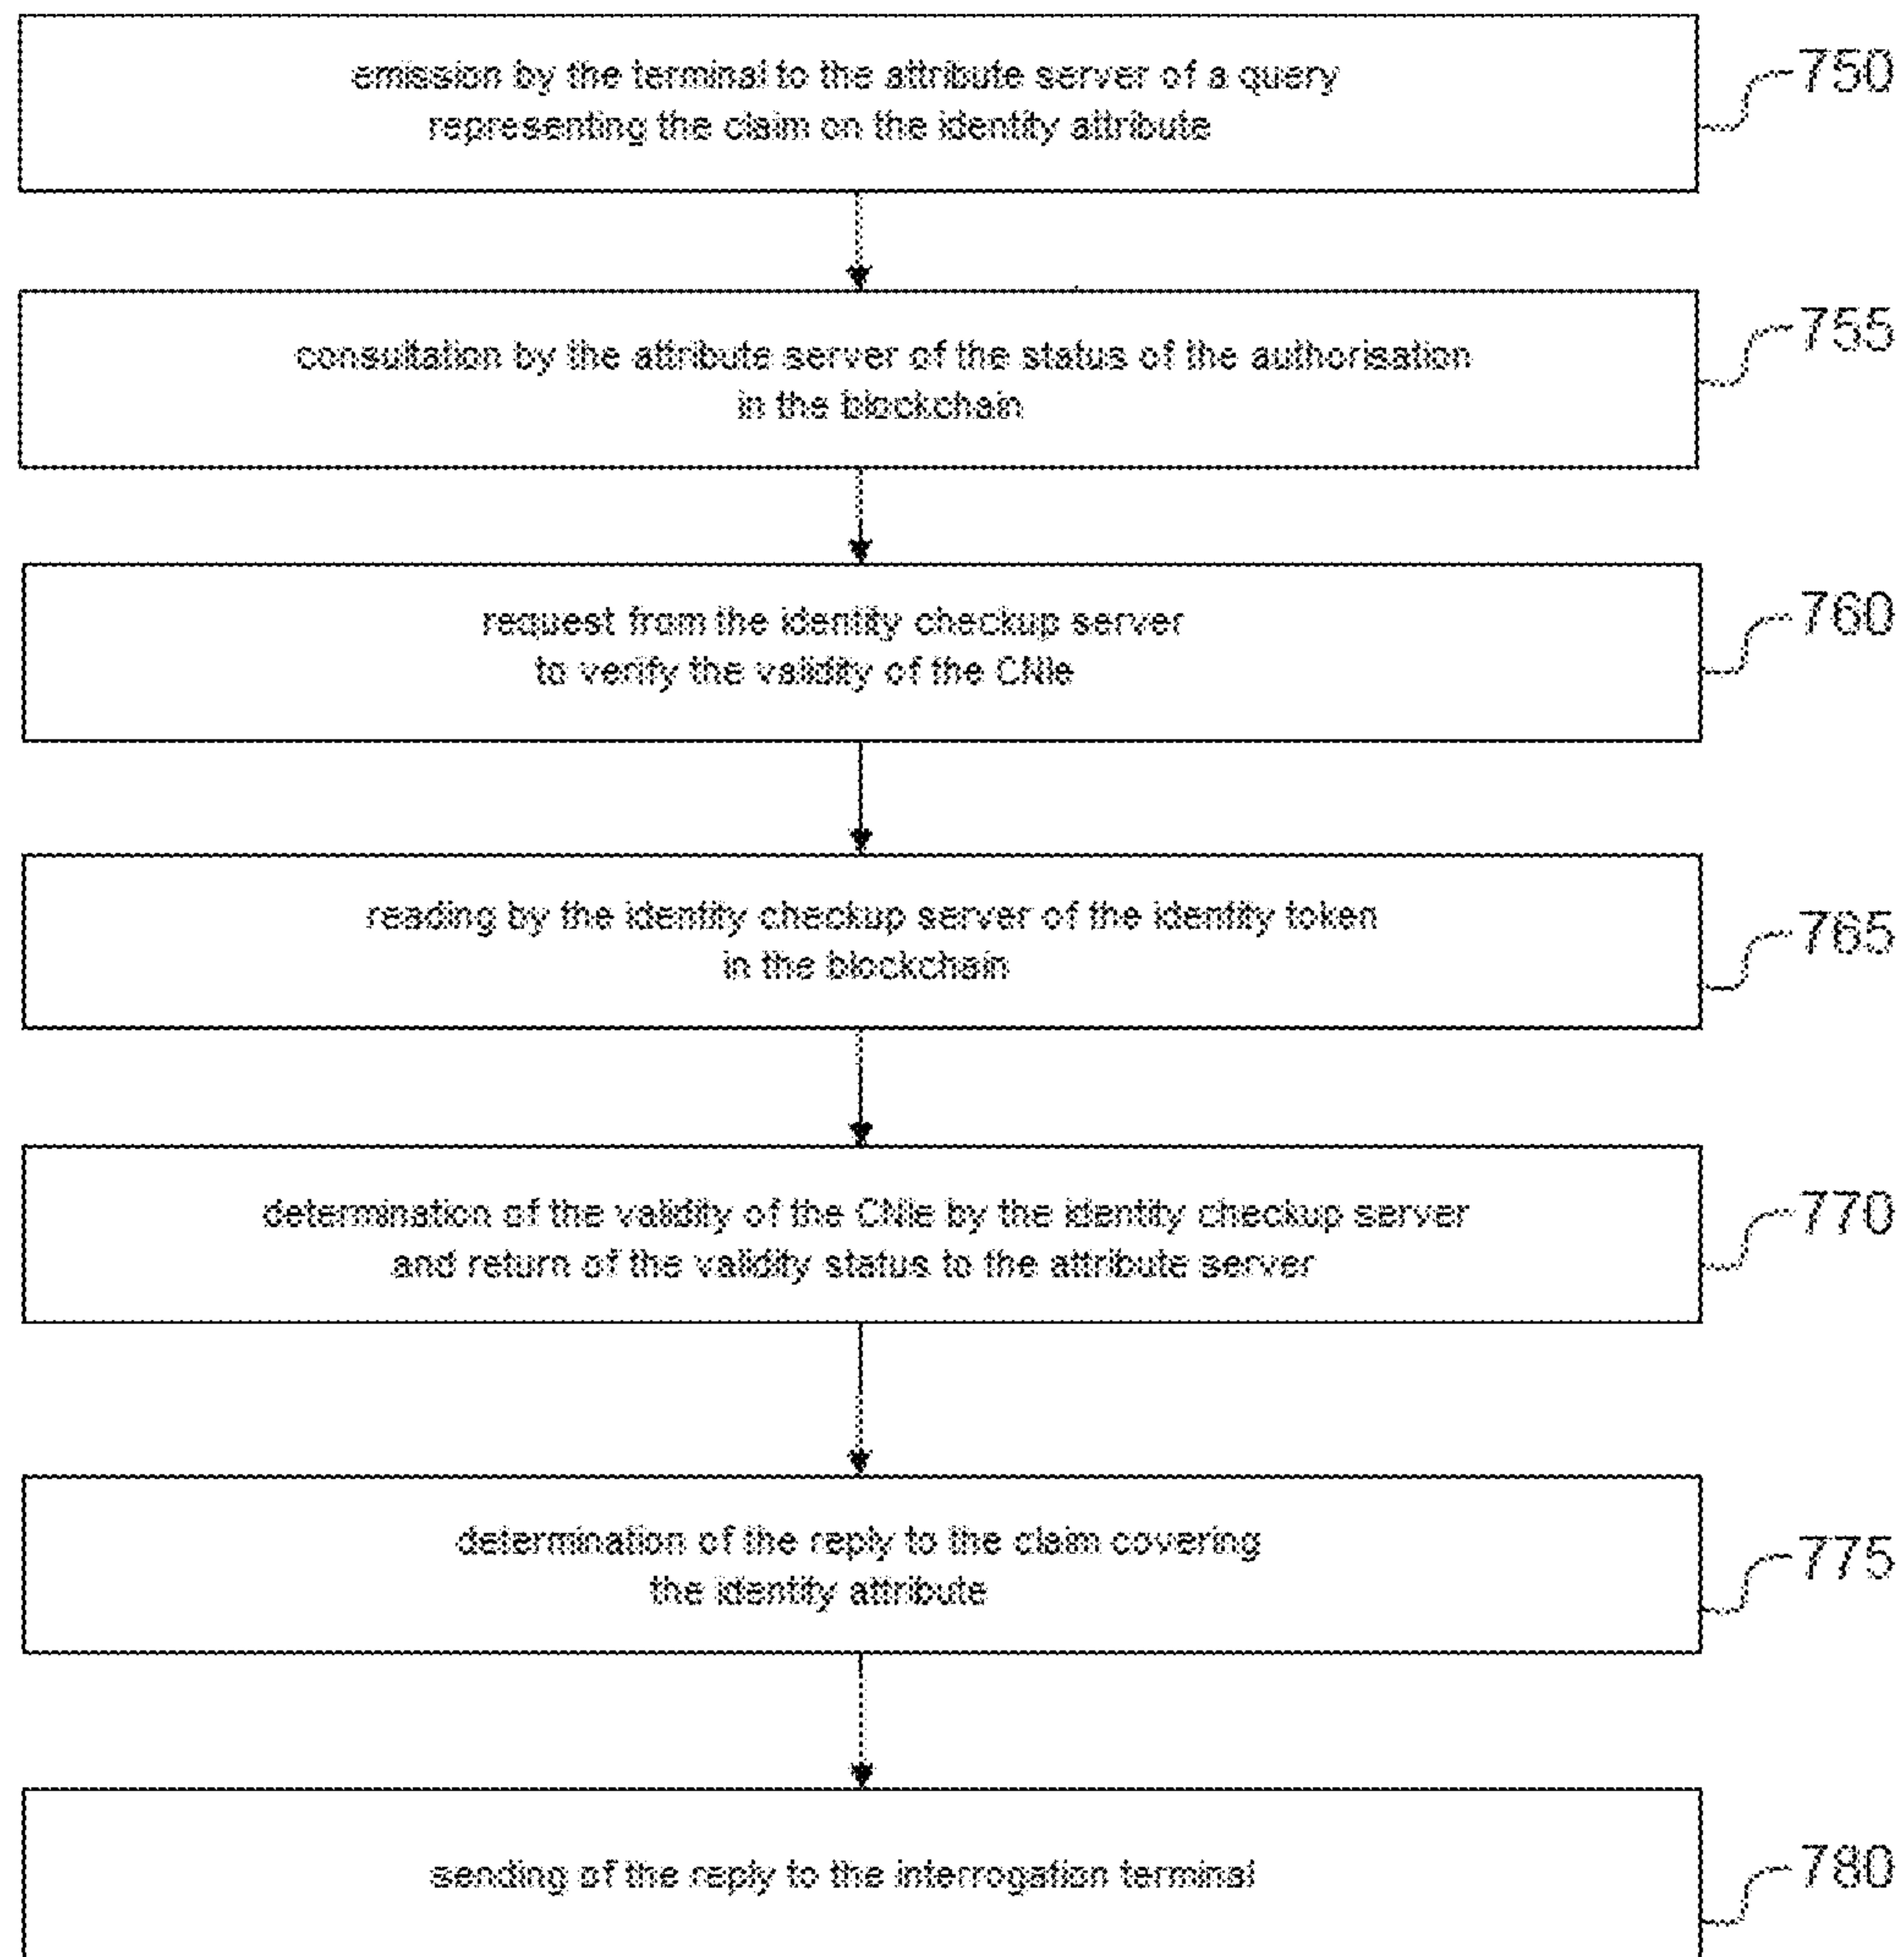 emission by the terminal to the attribute server of a query
representing the claim on the identity attribute
750
consultation by the attribute server of the status of the authorisation
in the blockchain
755
request from the identity checkup server
to verify the validity of the CNIe
760
reading by the identity checkup server of the identity token
in the blockchain
765
determination of the validity of the CNIe by the identity checkup server
and return of the validity status to the attribute server
770
determination of the reply to the claim covering
the identity attribute
775
sending of the reply to the interrogation terminal
780